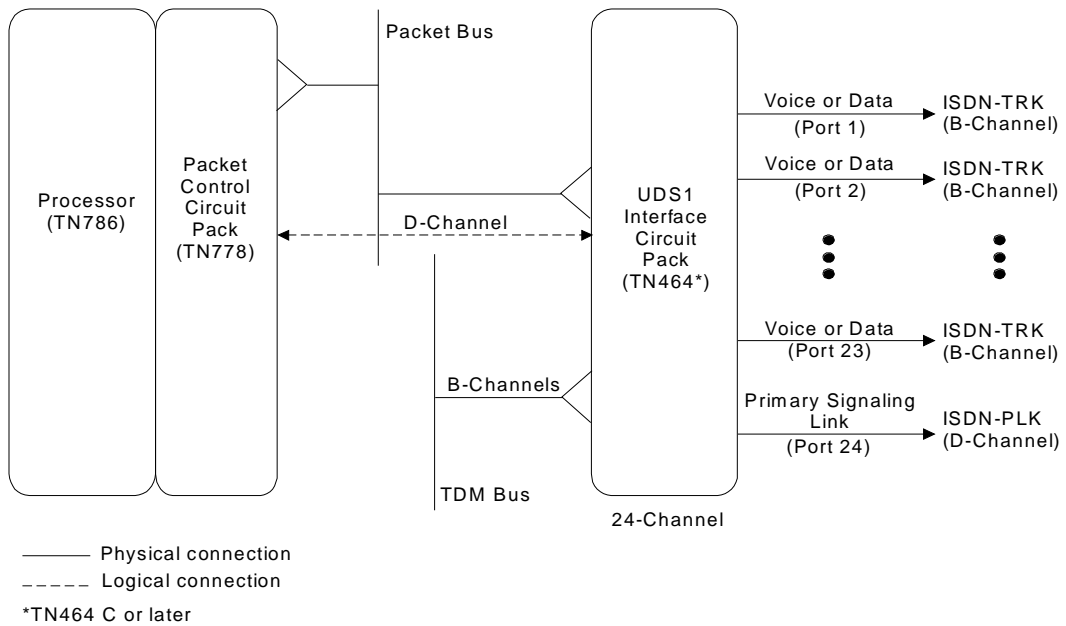 Packet Bus
Processor
(TN786)
Packet
Control
Circuit
Pack
(TN778)
D-Channel
UDS1
Interface
Circuit
Pack
(TN464*)
Voice or Data
(Port 1)
ISDN-TRK
(B-Channel)
Voice or Data
(Port 2)
ISDN-TRK
(B-Channel)
Voice or Data
(Port 23)
ISDN-TRK
(B-Channel)
B-Channels
Primary Signaling
Link
(Port 24)
ISDN-PLK
(D-Channel)
TDM Bus
24-Channel
Physical connection
Logical connection
*TN464 C or later